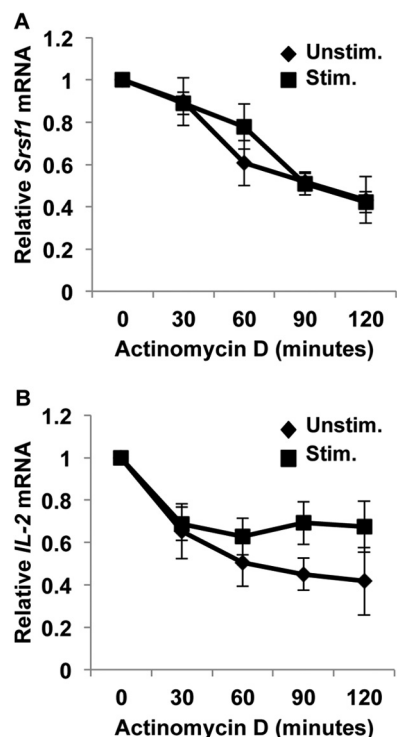 A
Relative Srsf1 mRNA
1.2
1
0.8
0.6
0.4
0.2
0
Unstim.
Stim.
0 30 60 90 120
Actinomycin D (minutes)
B
Relative IL-2 mRNA
1.2
1
0.8
0.6
0.4
0.2
0
Unstim.
Stim.
0 30 60 90 120
Actinomycin D (minutes)